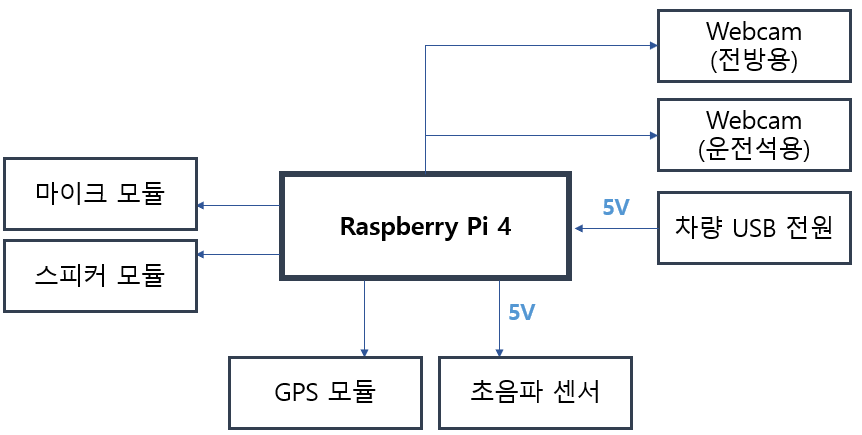 Webcam
(전방용)
Webcam
(운전석용)
마이크 모듈
Raspberry Pi 4
5V
차량 USB 전원
스피커 모듈
5V
GPS 모듈
초음파 센서